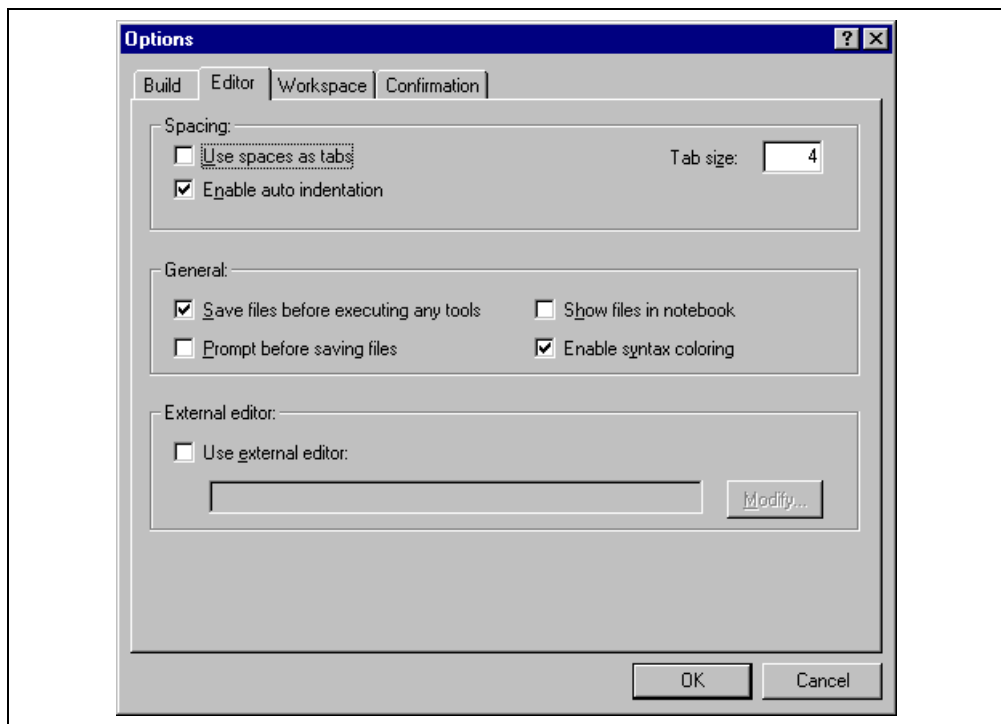 Options
Build Editor Workspace Confirmation
Spacing:
Use spaces as tabs Tab size: 4
Enable auto indentation
General:
Save files before executing any tools Show files in notebook
Prompt before saving files Enable syntax coloring
External editor:
Use external editor:
Modify...
OK Cancel